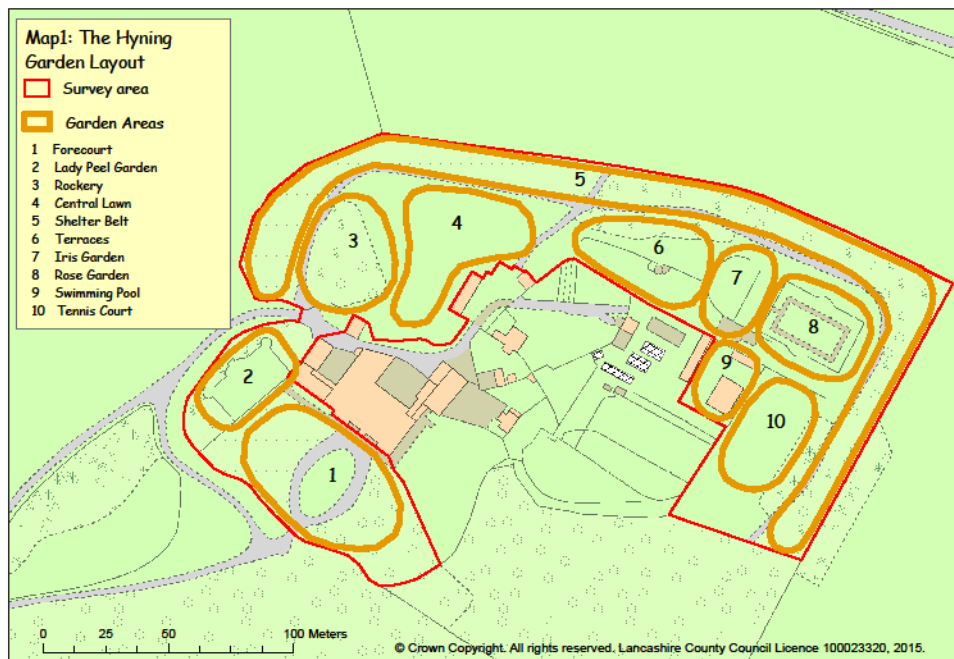 Map1: The Hyning
Garden Layout
Survey area
Garden Areas
1 Forecourt
2 Lady Peel Garden
3 Rockery
4 Central Lawn
5 Shelter Belt
6 Terraces
7 Iris Garden
8 Rose Garden
9 Swimming Pool
10 Tennis Court
5
4
3
6
7
8
9
2
10
1
0 25 50 100 Meters
© Crown Copyright. All rights reserved. Lancashire County Council Licence 100023320, 2015.